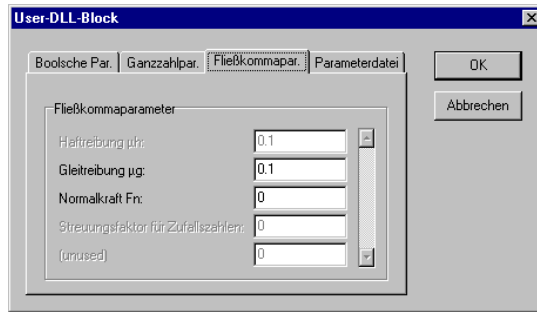 User-DLL-Block
Boolsche Par. Ganzzahlpar. Fließkommapar. Parameterdatei
OK
Abbrechen
Fließkommaparameter
Haftreibung µh: 0.1
Gleitreibung µg: 0.1
Normalkraft Fn: 0
Streuungsfaktor für Zufallszahlen: 0
(unused) 0